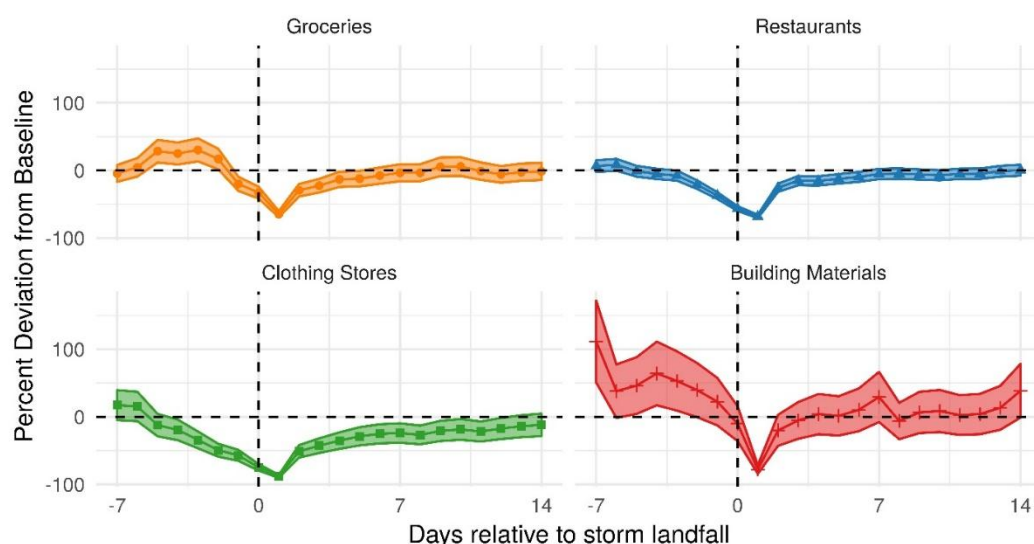 Groceries
Restaurants
Percent Deviation from Baseline
100
0
-100
Clothing Stores
Building Materials
100
0
-100
-7
0
7
14
-7
0
7
14
Days relative to storm landfall